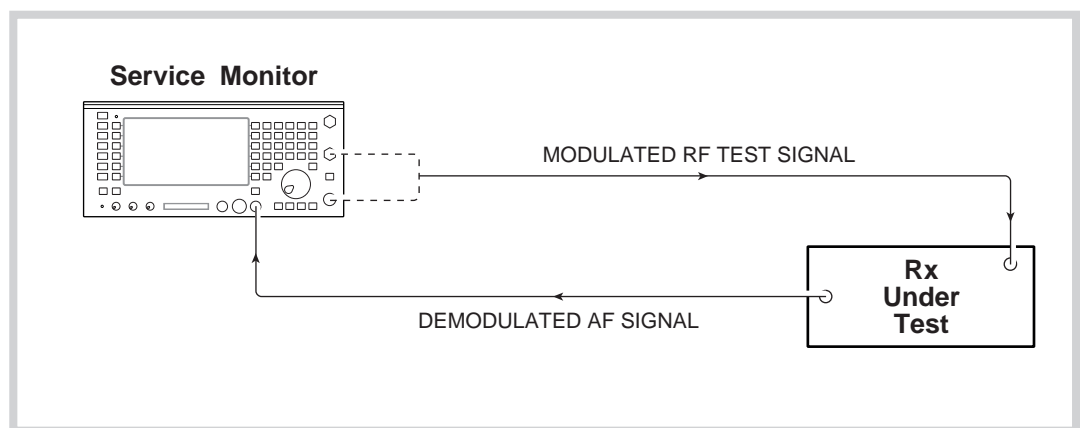 Service Monitor
MODULATED RF TEST SIGNAL
Rx
Under
Test
DEMODULATED AF SIGNAL